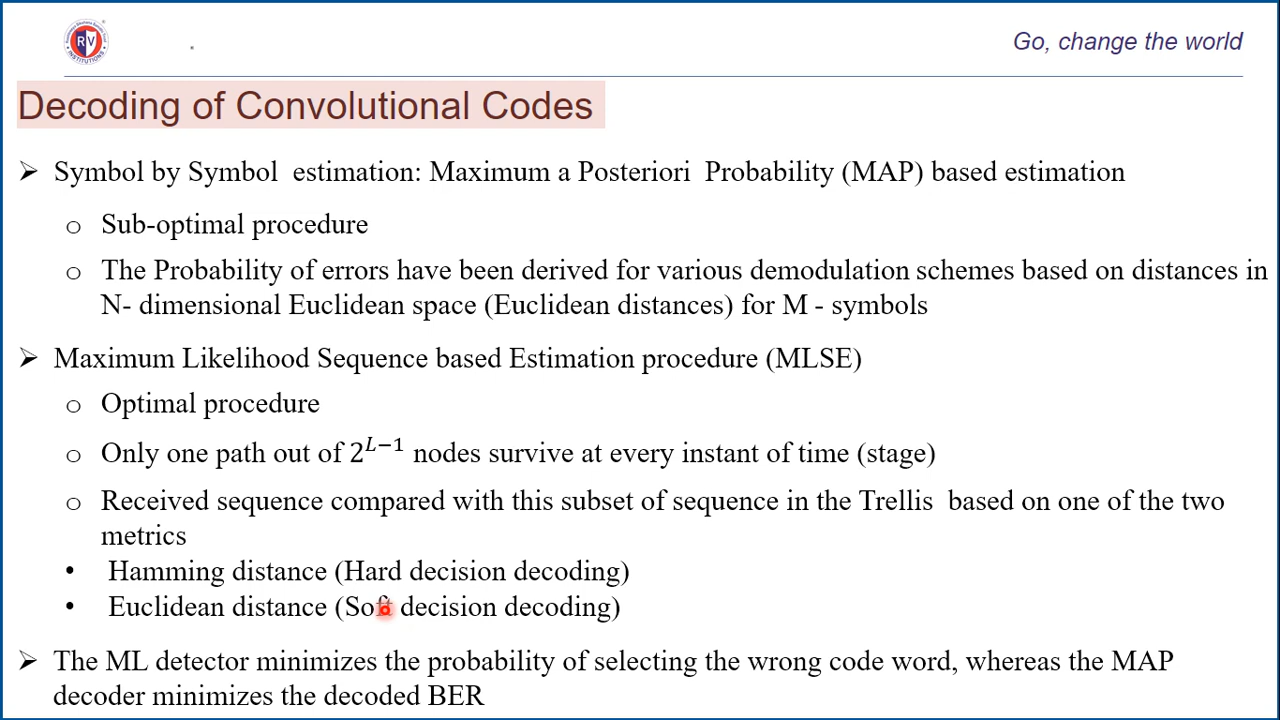 RV
INSTITUTIONS
Go, change the world
Decoding of Convolutional Codes
➢ Symbol by Symbol estimation: Maximum a Posteriori Probability (MAP) based estimation
o Sub-optimal procedure
o The Probability of errors have been derived for various demodulation schemes based on distances in
N- dimensional Euclidean space (Euclidean distances) for M - symbols
➢ Maximum Likelihood Sequence based Estimation procedure (MLSE)
o Optimal procedure
o Only one path out of 2^{L−1} nodes survive at every instant of time (stage)
o Received sequence compared with this subset of sequence in the Trellis based on one of the two
metrics
• Hamming distance (Hard decision decoding)
• Euclidean distance (Soft decision decoding)
➢ The ML detector minimizes the probability of selecting the wrong code word, whereas the MAP
decoder minimizes the decoded BER